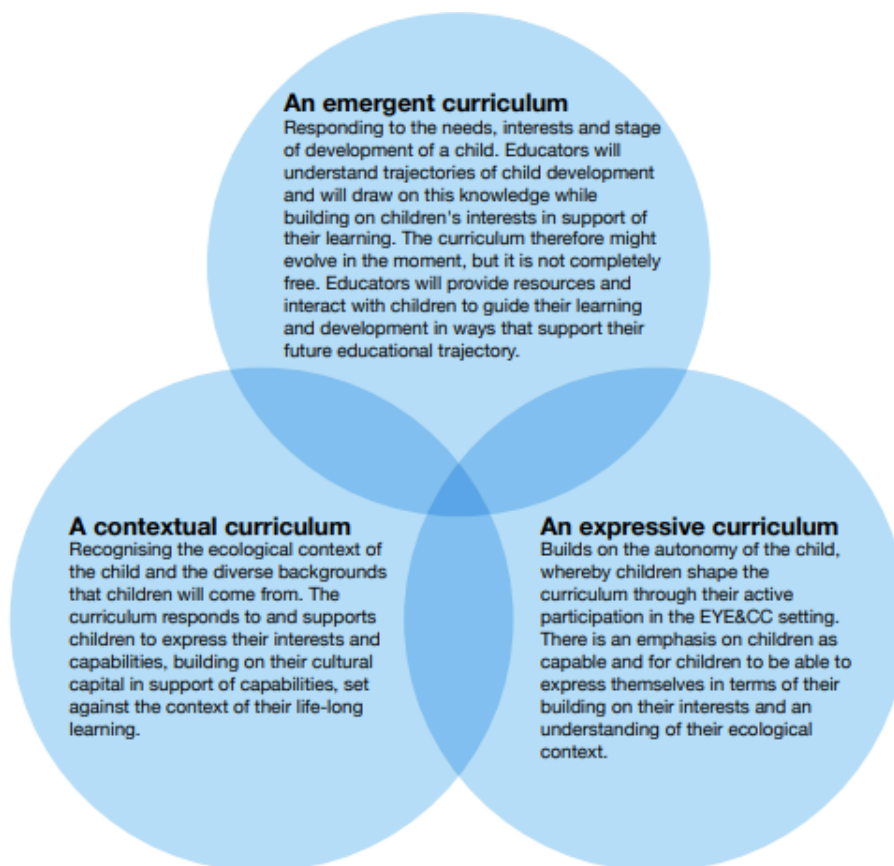 An emergent curriculum
Responding to the needs, interests and stage
of development of a child. Educators will
understand trajectories of child development
and will draw on this knowledge while
building on children's interests in support of
their learning. The curriculum therefore might
evolve in the moment, but it is not completely
free. Educators will provide resources and
interact with children to guide their learning
and development in ways that support their
future educational trajectory.
A contextual curriculum
Recognising the ecological context of
the child and the diverse backgrounds
that children will come from. The
curriculum responds to and supports
children to express their interests and
capabilities, building on their cultural
capital in support of capabilities, set
against the context of their life-long
learning.
An expressive curriculum
Builds on the autonomy of the child,
whereby children shape the
curriculum through their active
participation in the EYE&CC setting.
There is an emphasis on children as
capable and for children to be able to
express themselves in terms of their
building on their interests and an
understanding of their ecological
context.